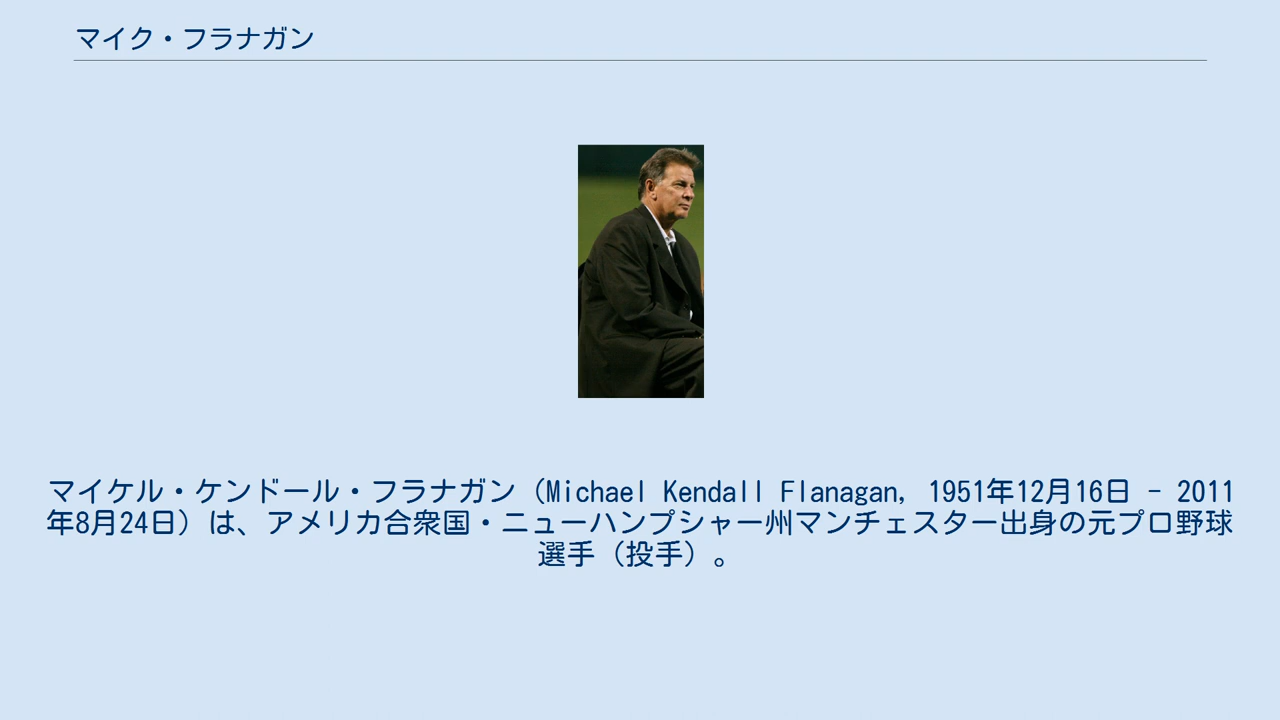 マイク・フラナガン
マイケル・ケンドール・フラナガン（Michael Kendall Flanagan, 1951年12月16日 - 2011
年8月24日）は、アメリカ合衆国・ニューハンプシャー州マンチェスター出身の元プロ野球
選手（投手）。